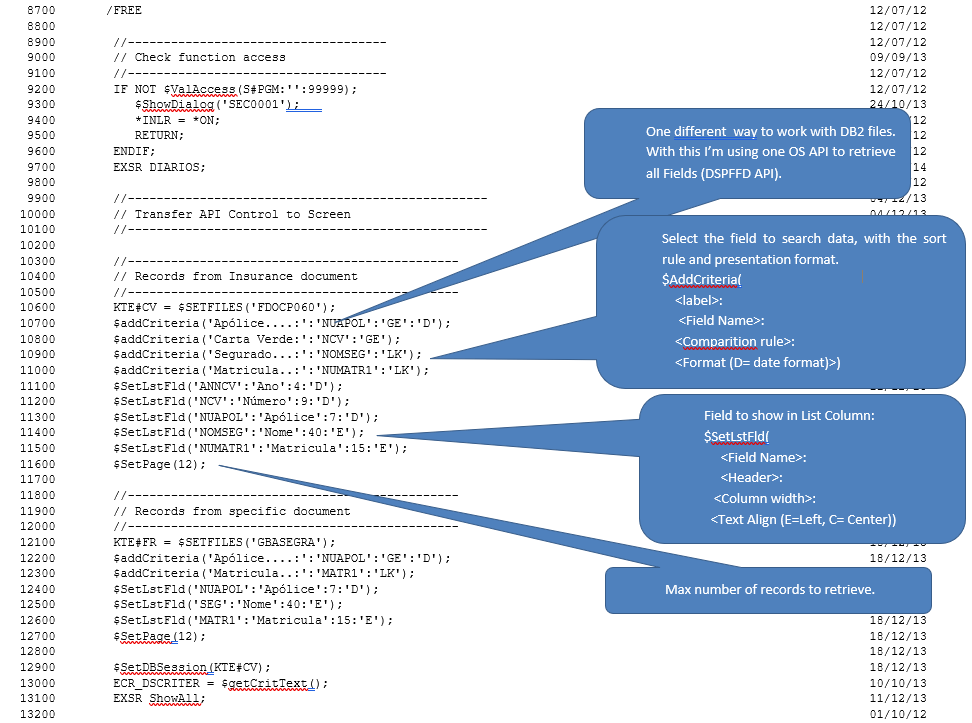 8700 /FREE 12/07/12
8800 12/07/12
8900 //------------------------------------ 12/07/12
9000 // Check function access 09/09/13
9100 //------------------------------------ 12/07/12
9200 IF NOT $ValAccess(S#PGM:'':99999); 12/07/12
9300 $ShowDialog('SEC0001'); 24/10/13
9400 *INLR = *ON; 12
9500 RETURN; 12
9600 ENDIF; 12
9700 EXSR DIARIOS; 14
9800 12
9900 //--------------------------------------------------
10000 // Transfer API Control to Screen 04/12/13
10100 //--------------------------------------------------
10200
10300 //----------------------------------------------
10400 // Records from Insurance document
10500 //----------------------------------------------
10600 KTE#CV = $SETFILES('FDOCP060');
10700 $addCriteria('Apólice....:':'NUAPOL':'GE':'D');
10800 $addCriteria('Carta Verde:':'NCV':'GE');
10900 $addCriteria('Segurado...:':'NOMSEG':'LK');
11000 $addCriteria('Matricula..:':'NUMATR1':'LK');
11100 $SetLstFld('ANNCV':'Ano':4:'D');
11200 $SetLstFld('NCV':'Número':9:'D');
11300 $SetLstFld('NUAPOL':'Apólice':7:'D');
11400 $SetLstFld('NOMSEG':'Nome':40:'E');
11500 $SetLstFld('NUMATR1':'Matricula':15:'E');
11600 $SetPage(12);
11700
11800 //----------------------------------------------
11900 // Records from specific document
12000 //----------------------------------------------
12100 KTE#FR = $SETFILES('GBASEGRA');
12200 $addCriteria('Apólice....:':'NUAPOL':'GE':'D'); 18/12/13
12300 $addCriteria('Matricula..:':'MATR1':'LK');
12400 $SetLstFld('NUAPOL':'Apólice':7:'D');
12500 $SetLstFld('SEG':'Nome':40:'E');
12600 $SetLstFld('MATR1':'Matricula':15:'E'); 18/12/13
12700 $SetPage(12); 18/12/13
12800 18/12/13
12900 $SetDBSession(KTE#CV); 18/12/13
13000 ECR_DSCRITER = $getCritText(); 10/10/13
13100 EXSR ShowAll; 11/12/13
13200 01/10/12
One different way to work with DB2 files.
With this I'm using one OS API to retrieve
all Fields (DSPFFD API).
Select the field to search data, with the sort
rule and presentation format.
$AddCriteria(
<label>:
<Field Name>:
<Comparition rule>:
<Format (D= date format)>)
Field to show in List Column:
$SetLstFld(
<Field Name>:
<Header>:
<Column width>:
<Text Align (E=Left, C= Center))
Max number of records to retrieve.